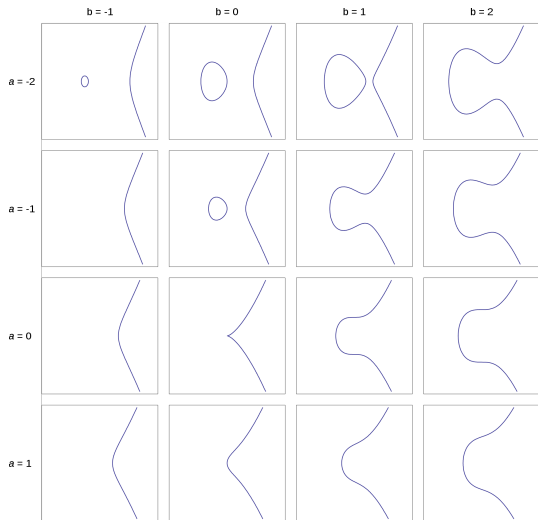 b = -1 b = 0 b = 1 b = 2
a = -2
a = -1
a = 0
a = 1